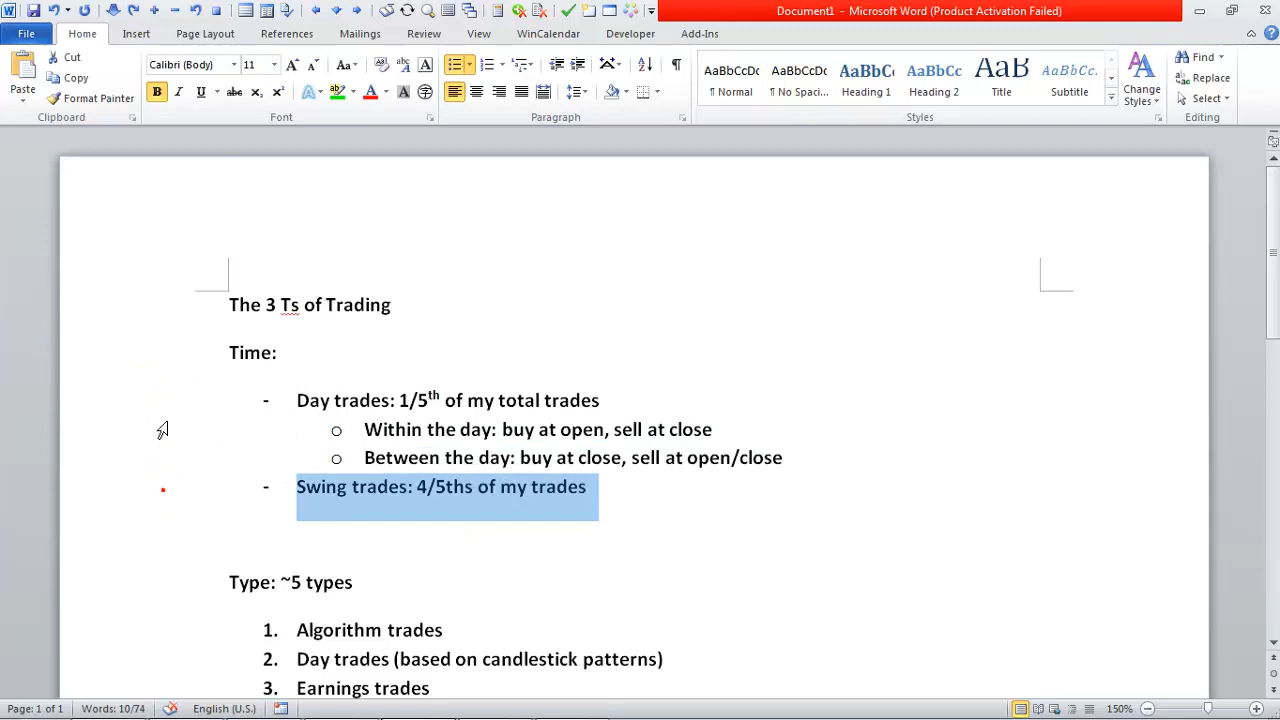 Document1 - Microsoft Word (Product Activation Failed)
File Home Insert Page Layout References Mailings Review View WinCalendar Developer Add-Ins
Paste
Cut
Copy
Format Painter
Calibri (Body) 11
AaBbCcDc AaBbCcDc AaBbC AaBbCc AaB AaBbCc.
¶ Normal ¶ No Spaci... Heading 1 Heading 2 Title Subtitle
Change Styles
Find
Replace
Select
Clipboard Font Paragraph Styles Editing
The 3 Ts of Trading
Time:
- Day trades: 1/5th of my total trades
o Within the day: buy at open, sell at close
o Between the day: buy at close, sell at open/close
- Swing trades: 4/5ths of my trades
Type: ~5 types
1. Algorithm trades
2. Day trades (based on candlestick patterns)
3. Earnings trades
Page: 1 of 1 Words: 10/74 English (U.S.) 150%